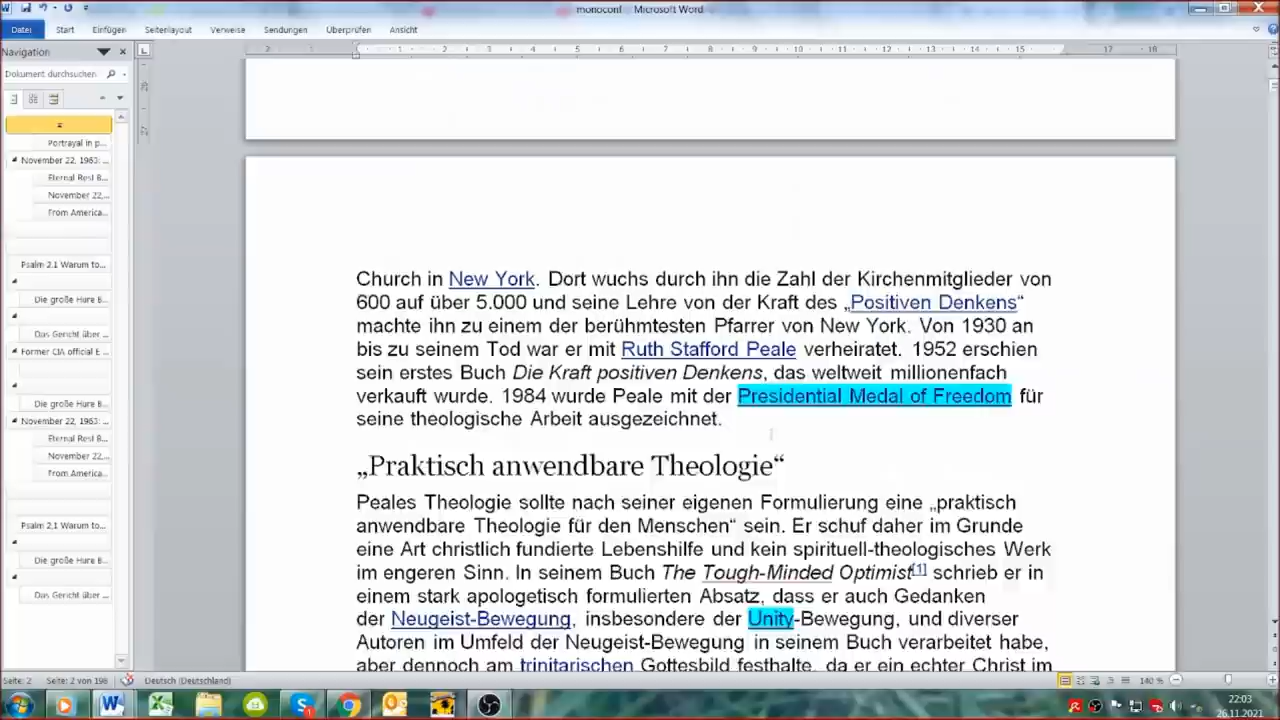 monoconf - Microsoft Word
Datei Start Einfügen Seitenlayout Verweise Sendungen Überprüfen Ansicht
Navigation
Dokument durchsuchen
Portrayal in p...
November 22, 1963: ...
Eternal Rest B...
November 22,...
From America...
Psalm 2.1 Warum to...
Die große Hure B...
Das Gericht über ...
Former CIA official E...
Die große Hure B...
November 22, 1963: ...
Eternal Rest B...
November 22,...
From America...
Psalm 2,1 Warum to...
Die große Hure B...
Das Gericht über ...
Church in New York. Dort wuchs durch ihn die Zahl der Kirchenmitglieder von
600 auf über 5.000 und seine Lehre von der Kraft des „Positiven Denkens“
machte ihn zu einem der berühmtesten Pfarrer von New York. Von 1930 an
bis zu seinem Tod war er mit Ruth Stafford Peale verheiratet. 1952 erschien
sein erstes Buch Die Kraft positiven Denkens, das weltweit millionenfach
verkauft wurde. 1984 wurde Peale mit der Presidential Medal of Freedom für
seine theologische Arbeit ausgezeichnet.
„Praktisch anwendbare Theologie“
Peales Theologie sollte nach seiner eigenen Formulierung eine „praktisch
anwendbare Theologie für den Menschen“ sein. Er schuf daher im Grunde
eine Art christlich fundierte Lebenshilfe und kein spirituell-theologisches Werk
im engeren Sinn. In seinem Buch The Tough-Minded Optimist[1] schrieb er in
einem stark apologetisch formulierten Absatz, dass er auch Gedanken
der Neugeist-Bewegung, insbesondere der Unity-Bewegung, und diverser
Autoren im Umfeld der Neugeist-Bewegung in seinem Buch verarbeitet habe,
aber dennoch am trinitarischen Gottesbild festhalte, da er ein echter Christ im
Seite: 2 Seite: 2 von 198 Deutsch (Deutschland) 140 %
22:03
26.11.2021